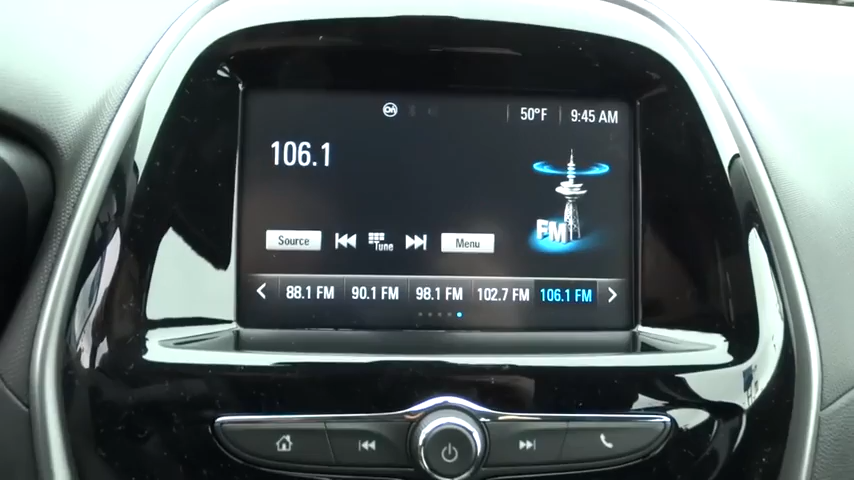 50°F 9:45 AM
106.1
FM
Source Tune Menu
88.1 FM 90.1 FM 98.1 FM 102.7 FM 106.1 FM